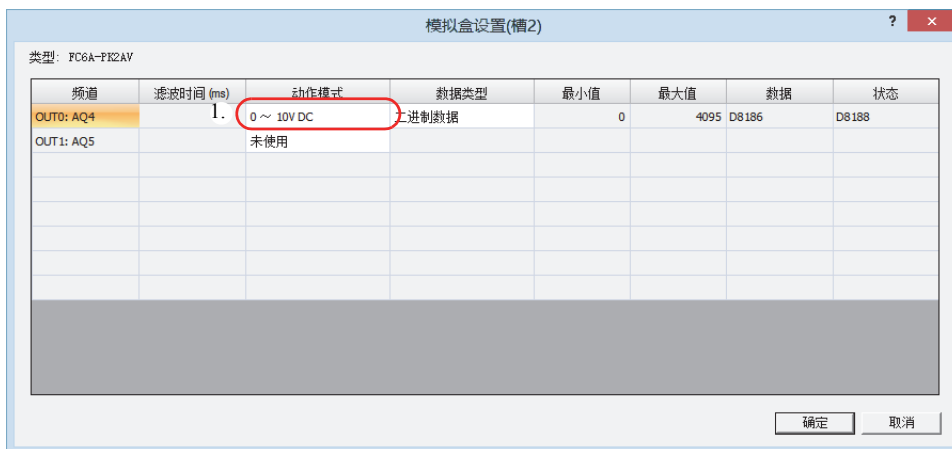 模拟盒设置(槽2)
? ×
类型: FC6A-PK2AV
频道 滤波时间 (ms) 动作模式 数据类型 最小值 最大值 数据 状态
OUT0: AQ4 1. 0 ～ 10V DC 二进制数据 0 4095 D8186 D8188
OUT1: AQ5 未使用
确定 取消